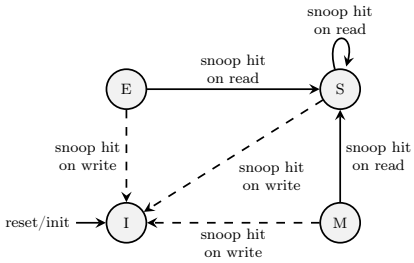 snoop hit
on read
snoop hit
on read
E
S
snoop hit
on write
snoop hit
on read
snoop hit
on write
reset/init
I
M
snoop hit
on write